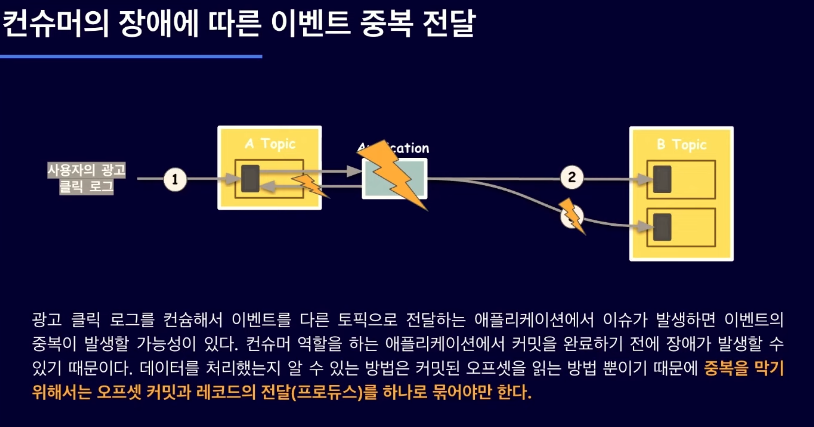 컨슈머의 장애에 따른 이벤트 중복 전달
A Topic
B Topic
사용자의 광고
클릭 로그
1
2
광고 클릭 로그를 컨슘해서 이벤트를 다른 토픽으로 전달하는 애플리케이션에서 이슈가 발생하면 이벤트의
중복이 발생할 가능성이 있다. 컨슈머 역할을 하는 애플리케이션에서 커밋을 완료하기 전에 장애가 발생할 수
있기 때문이다. 데이터를 처리했는지 알 수 있는 방법은 커밋된 오프셋을 읽는 방법 뿐이기 때문에 중복을 막기
위해서는 오프셋 커밋과 레코드의 전달(프로듀스)를 하나로 묶어야만 한다.